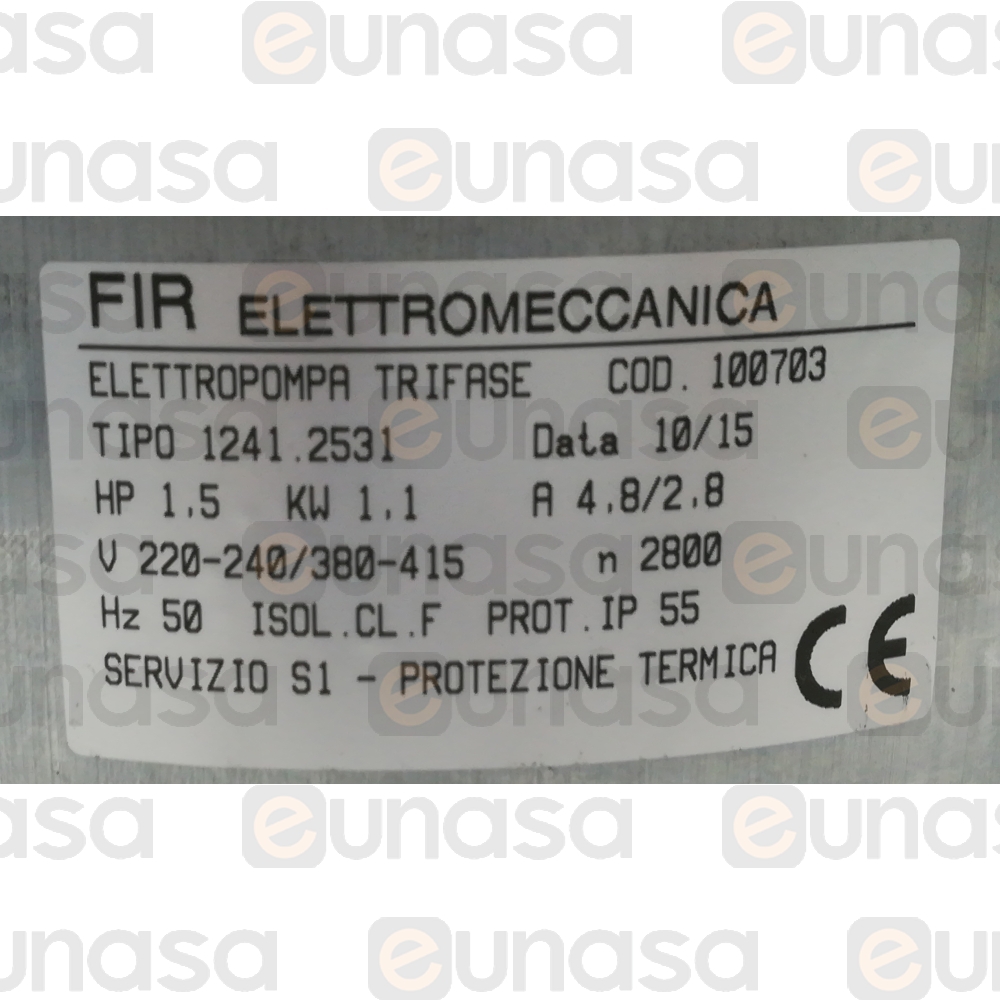 FIR ELETTROMECCANICA
ELETTROPOMPA TRIFASE COD. 100703
TIPO 1241.2531 Data 10/15
HP 1,5 KW 1,1 A 4,8/2,8
V 220-240/380-415 n 2800
Hz 50 ISOL.CL.F PROT.IP 55
SERVIZIO S1 - PROTEZIONE TERMICA CE
eunasa